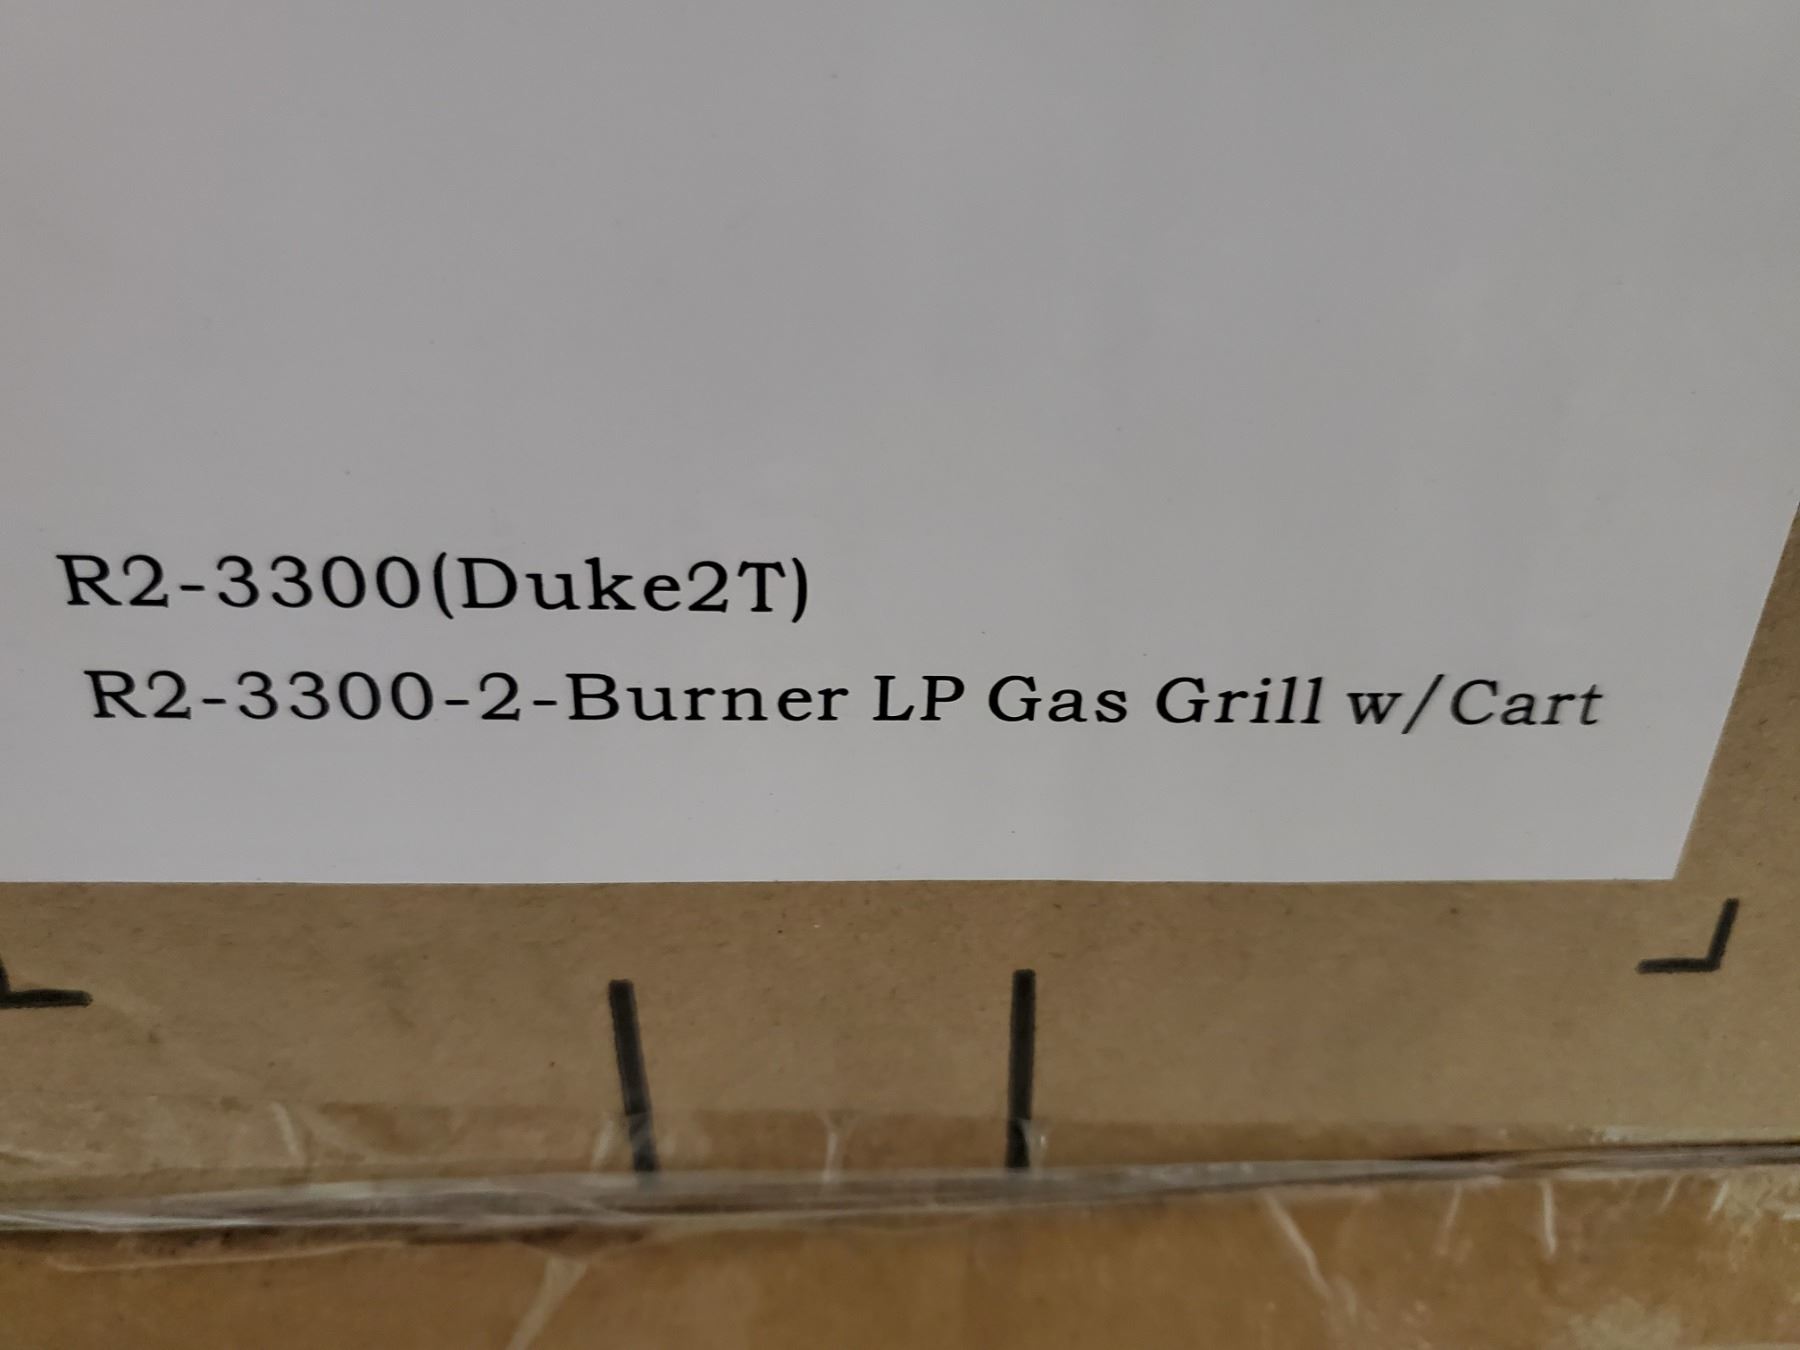 R2-3300(Duke2T)
R2-3300-2-Burner LP Gas Grill w/Cart